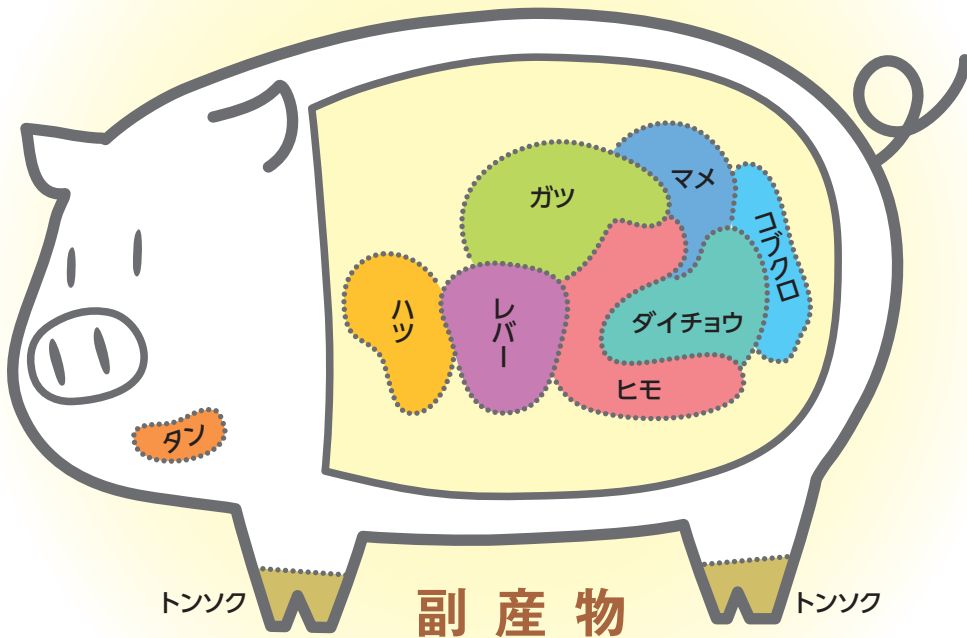 ガツ
マメ
コブクロ
ハツ
レバー
ダイチョウ
ヒモ
タン
トンソク
トンソク
副産物